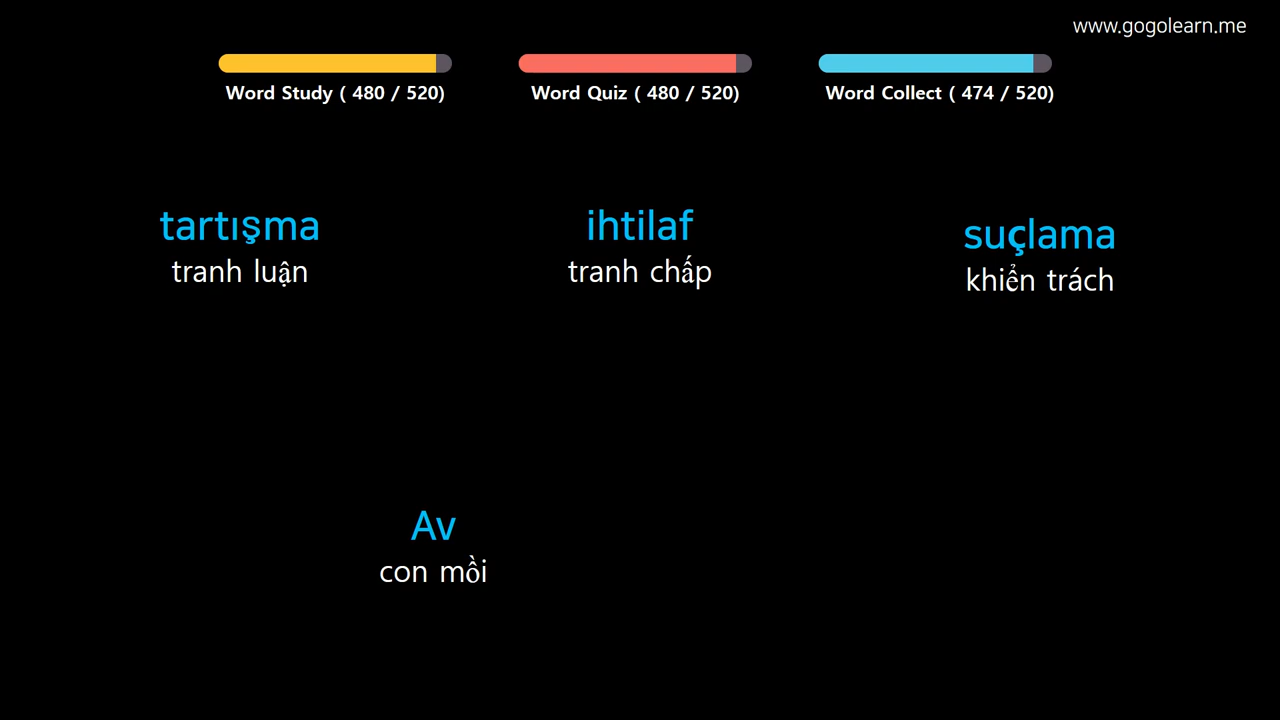 www.gogolearn.me
Word Study ( 480 / 520)
Word Quiz ( 480 / 520)
Word Collect ( 474 / 520)
tartışma
tranh luận
ihtilaf
tranh chấp
suçlama
khiển trách
Av
con mồi